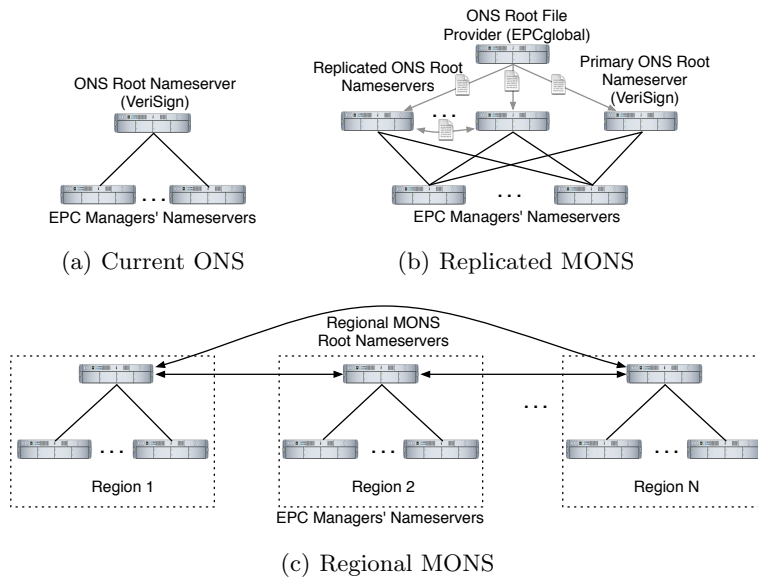 ONS Root File
Provider (EPCglobal)
ONS Root Nameserver
(VeriSign)
Replicated ONS Root
Nameservers
Primary ONS Root
Nameserver
(VeriSign)
. . .
. . .
. . .
EPC Managers' Nameservers
EPC Managers' Nameservers
(a) Current ONS
(b) Replicated MONS
Regional MONS
Root Nameservers
. . .
. . .
. . .
. . .
Region 1
Region 2
Region N
EPC Managers' Nameservers
(c) Regional MONS